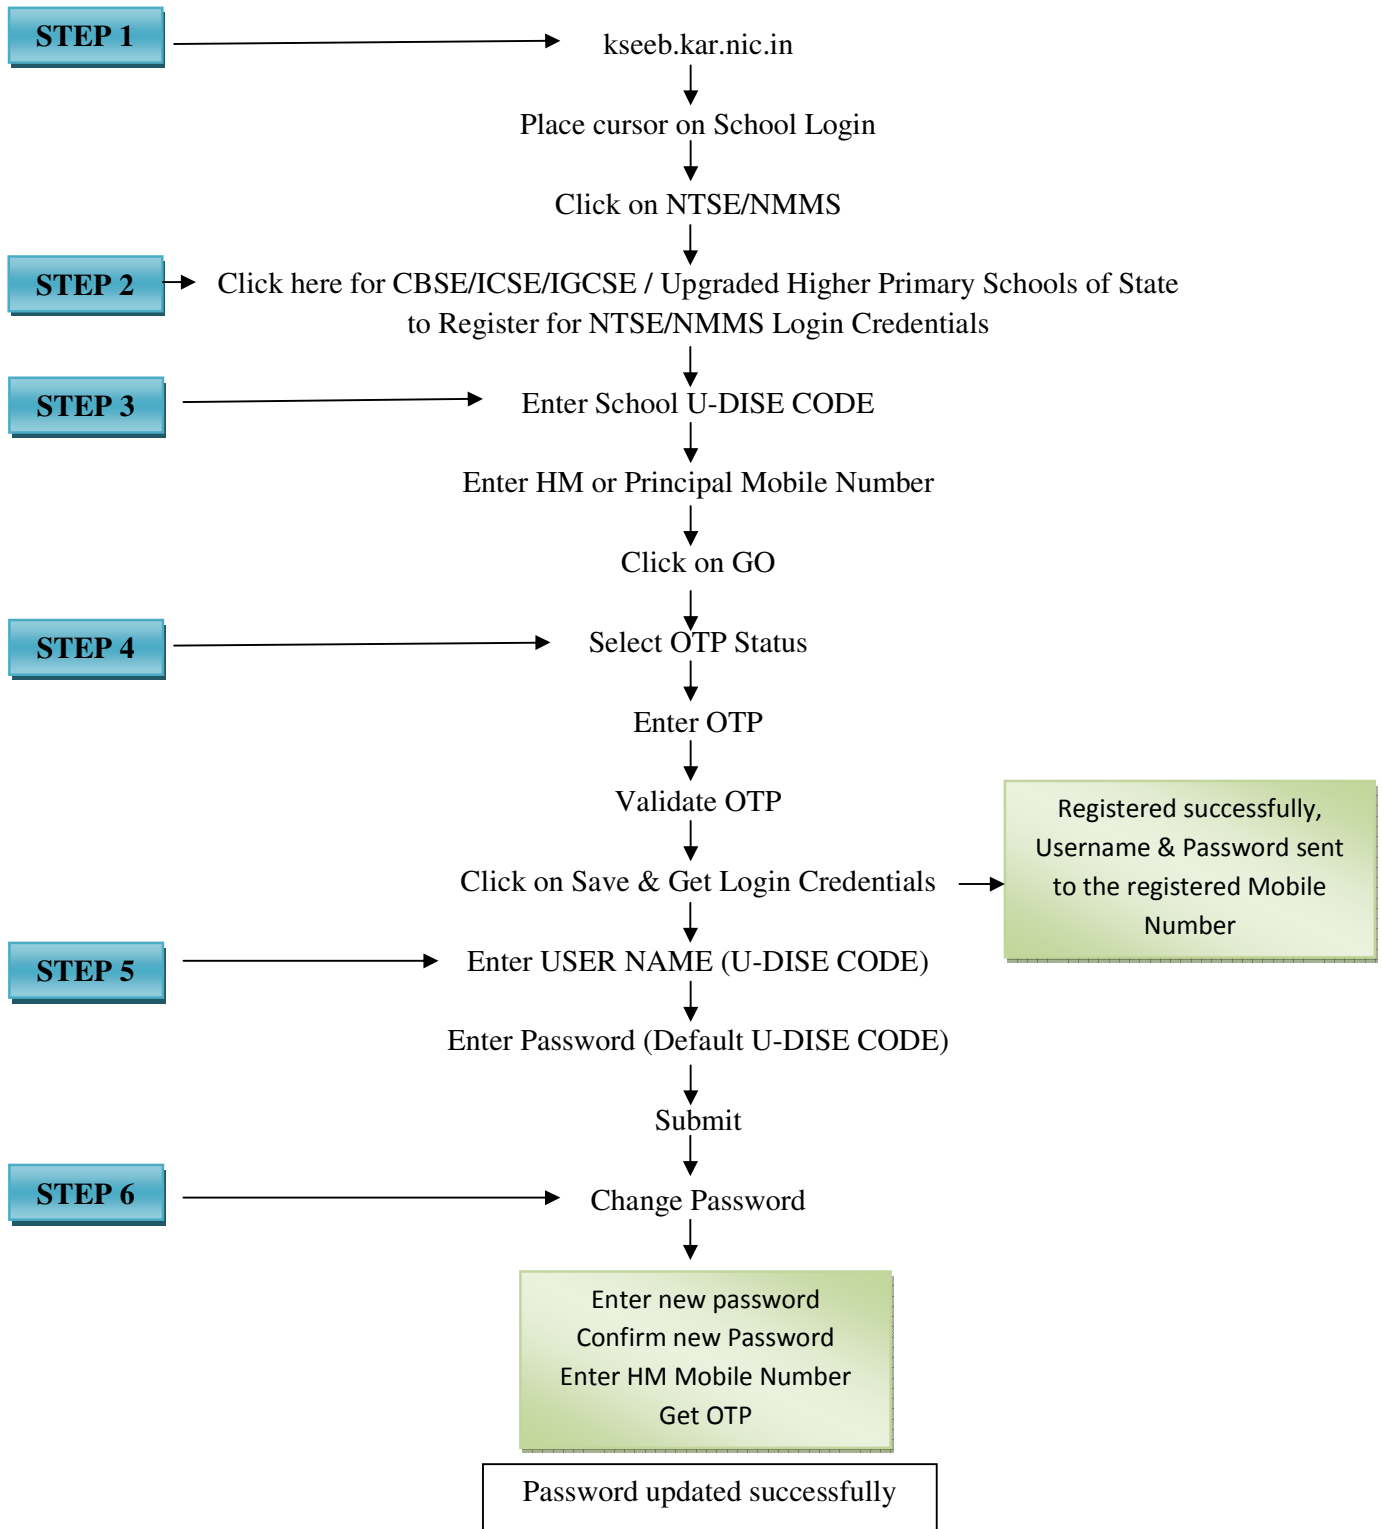 STEP 1
kseeb.kar.nic.in
Place cursor on School Login
Click on NTSE/NMMS
STEP 2
Click here for CBSE/ICSE/IGCSE / Upgraded Higher Primary Schools of State
to Register for NTSE/NMMS Login Credentials
STEP 3
Enter School U-DISE CODE
Enter HM or Principal Mobile Number
Click on GO
STEP 4
Select OTP Status
Enter OTP
Validate OTP
Click on Save & Get Login Credentials
Registered successfully,
Username & Password sent
to the registered Mobile
Number
STEP 5
Enter USER NAME (U-DISE CODE)
Enter Password (Default U-DISE CODE)
Submit
STEP 6
Change Password
Enter new password
Confirm new Password
Enter HM Mobile Number
Get OTP
Password updated successfully